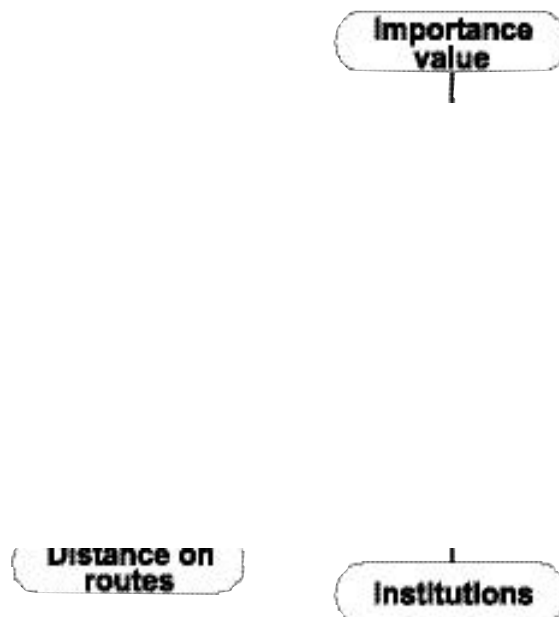 Importance
value
Distance on
routes
Institutions